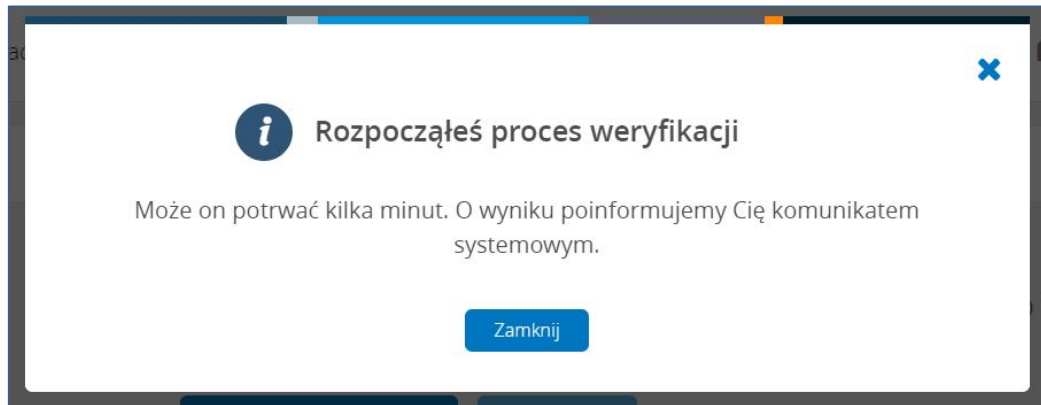 Rozpocząłeś proces weryfikacji
Może on potrwać kilka minut. O wyniku poinformujemy Cię komunikatem
systemowym.
Zamknij